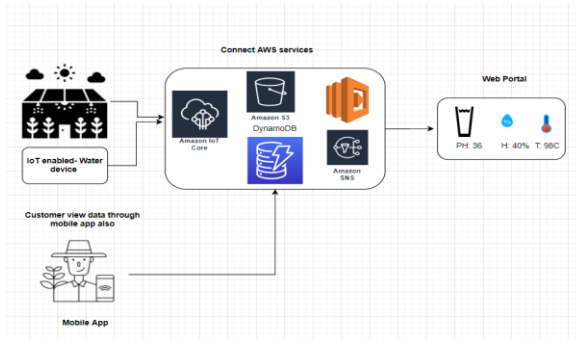 Connect AWS services
Web Portal
Amazon S3
DynamoDB
Amazon IoT
Core
Amazon
SNS
PH: 36
H: 40%
T: 98C
IoT enabled- Water
device
Customer view data through
mobile app also
Mobile App